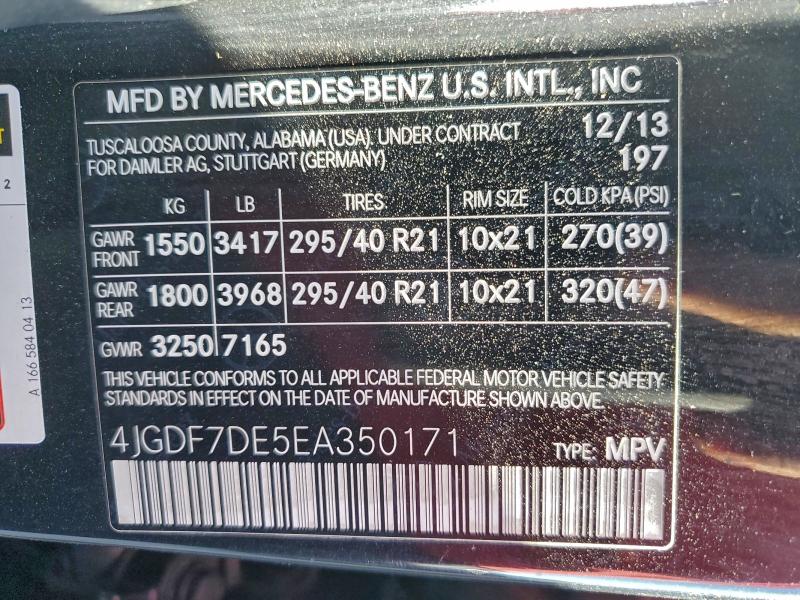 MFD BY MERCEDES-BENZ U.S. INTL., INC
TUSCALOOSA COUNTY, ALABAMA (USA). UNDER CONTRACT 12/13
FOR DAIMLER AG, STUTTGART (GERMANY) 197
KG LB TIRES RIM SIZE COLD KPA (PSI)
GAWR FRONT 1550 3417 295/40 R21 10x21 270(39)
GAWR REAR 1800 3968 295/40 R21 10x21 320(47)
GVWR 3250 7165
THIS VEHICLE CONFORMS TO ALL APPLICABLE FEDERAL MOTOR VEHICLE SAFETY
STANDARDS IN EFFECT ON THE DATE OF MANUFACTURE SHOWN ABOVE.
4JGDF7DE5EA350171 TYPE: MPV
2
A 166 584 04 13